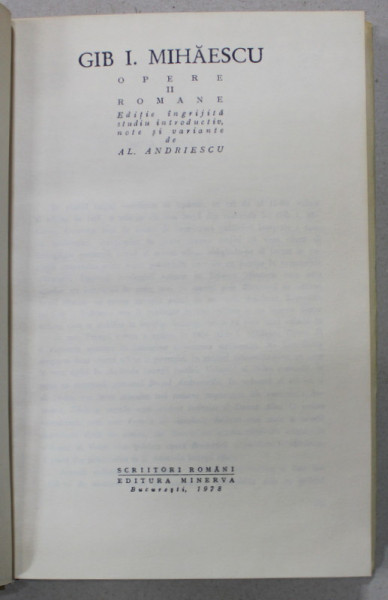 GIB I. MIHĂESCU
OPERE
II
ROMANE
Ediție îngrijită
studiu introductiv,
note și variante
de
AL. ANDRIESCU
SCRIITORI ROMÂNI
EDITURA MINERVA
București, 1978